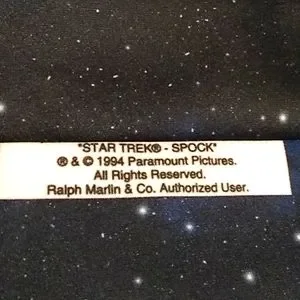 "STAR TREK® - SPOCK"
® & © 1994 Paramount Pictures.
All Rights Reserved.
Ralph Marlin & Co. Authorized User.